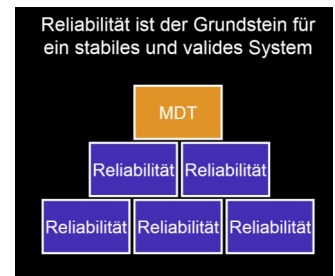 Reliabilität ist der Grundstein für
ein stabiles und valides System
MDT
Reliabilität Reliabilität
Reliabilität Reliabilität Reliabilität